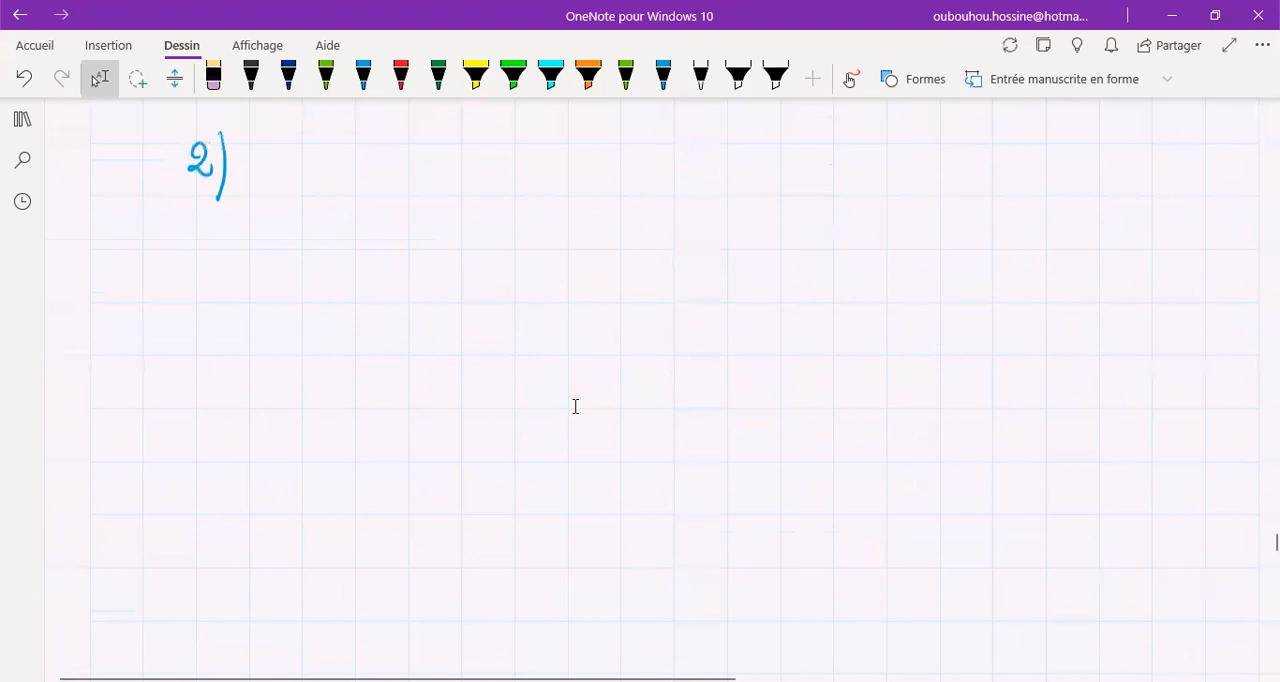 OneNote pour Windows 10
oubouhou.hossine@hotma...
Accueil Insertion Dessin Affichage Aide Partager
Formes Entrée manuscrite en forme
2)